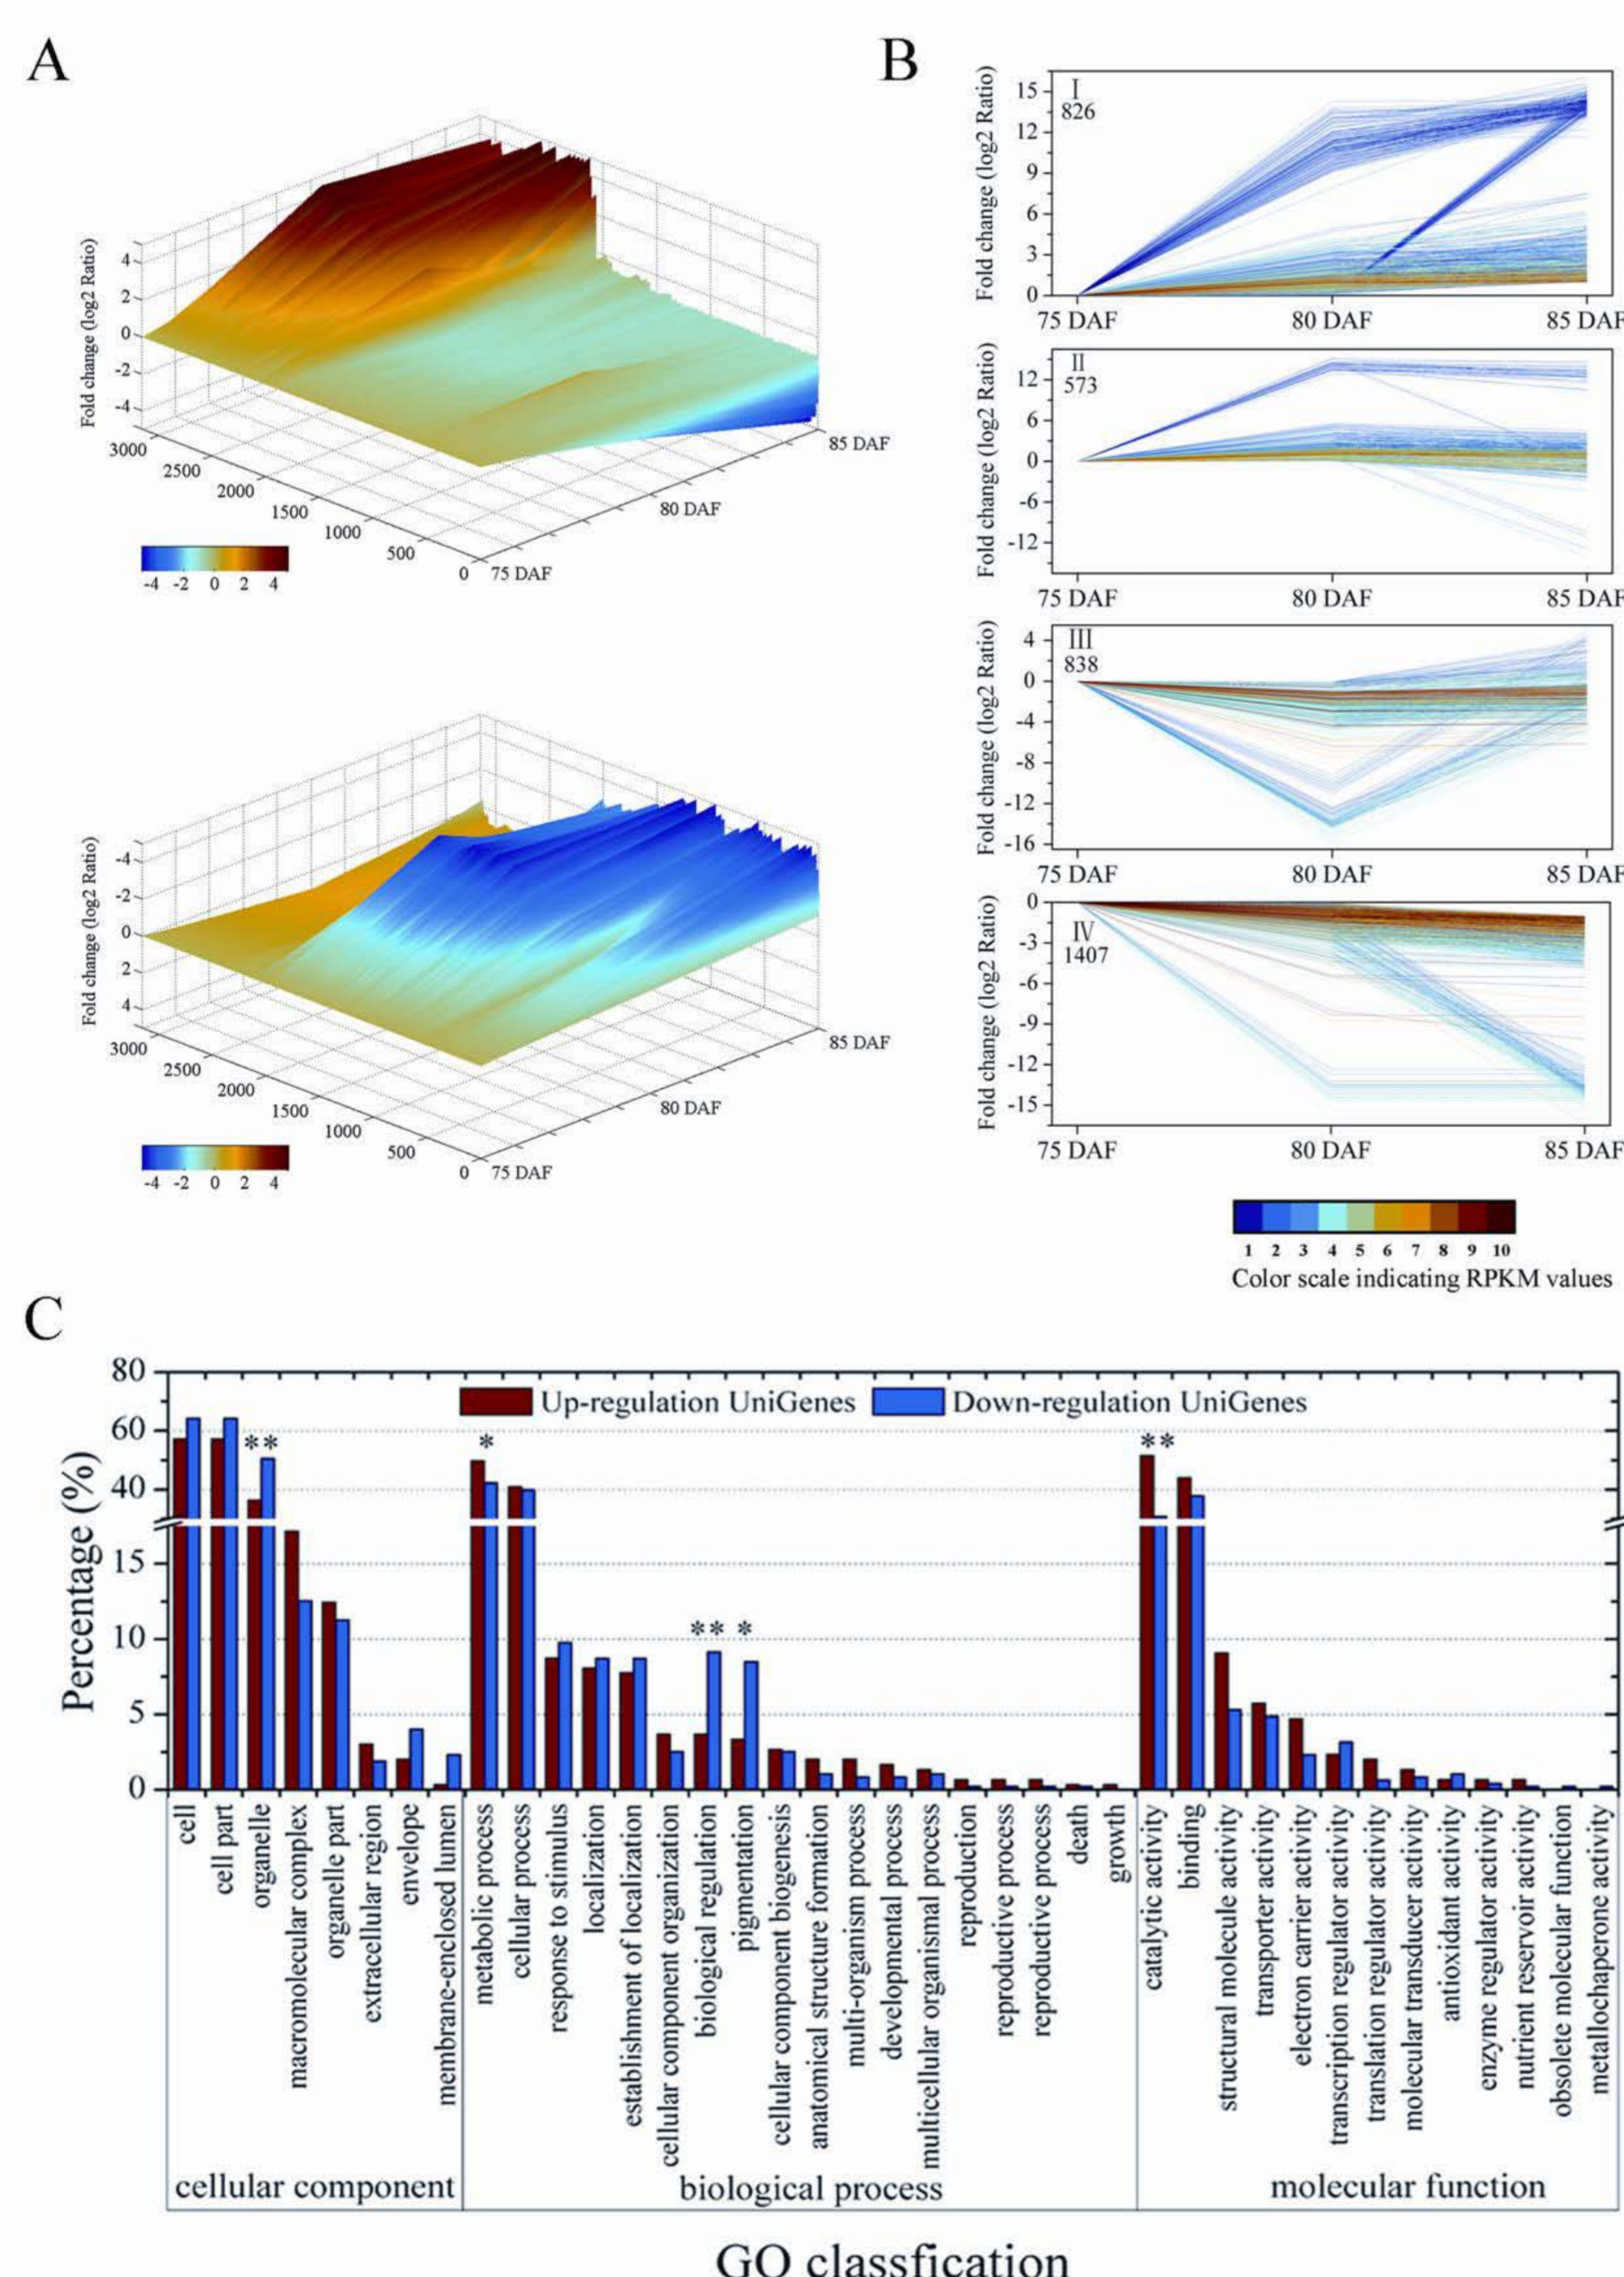 A
Fold change (log2 Ratio)
4
2
0
-2
-4
3000
2500
2000
1500
1000
500
0
75 DAF
80 DAF
85 DAF
-4 -2 0 2 4
Fold change (log2 Ratio)
-4
-2
0
2
4
3000
2500
2000
1500
1000
500
0
75 DAF
80 DAF
85 DAF
-4 -2 0 2 4
B
Fold change (log2 Ratio)
15
12
9
6
3
0
I
826
75 DAF 80 DAF 85 DAF
Fold change (log2 Ratio)
12
6
0
-6
-12
II
573
75 DAF 80 DAF 85 DAF
Fold change (log2 Ratio)
4
0
-4
-8
-12
-16
III
838
75 DAF 80 DAF 85 DAF
Fold change (log2 Ratio)
0
-3
-6
-9
-12
-15
IV
1407
75 DAF 80 DAF 85 DAF
1 2 3 4 5 6 7 8 9 10
Color scale indicating RPKM values
C
Percentage (%)
80
60
40
15
10
5
0
Up-regulation UniGenes
Down-regulation UniGenes
**
*
**
*
**
cell
cell part
organelle
macromolecular complex
organelle part
extracellular region
envelope
membrane-enclosed lumen
metabolic process
cellular process
response to stimulus
localization
establishment of localization
cellular component organization
biological regulation
pigmentation
cellular component biogenesis
anatomical structure formation
multi-organism process
developmental process
multicellular organismal process
reproduction
reproductive process
reproductive process
death
growth
catalytic activity
binding
structural molecule activity
transporter activity
electron carrier activity
transcription regulator activity
translation regulator activity
molecular transducer activity
antioxidant activity
enzyme regulator activity
nutrient reservoir activity
obsolete molecular function
metallochaperone activity
cellular component
biological process
molecular function
GO classfication